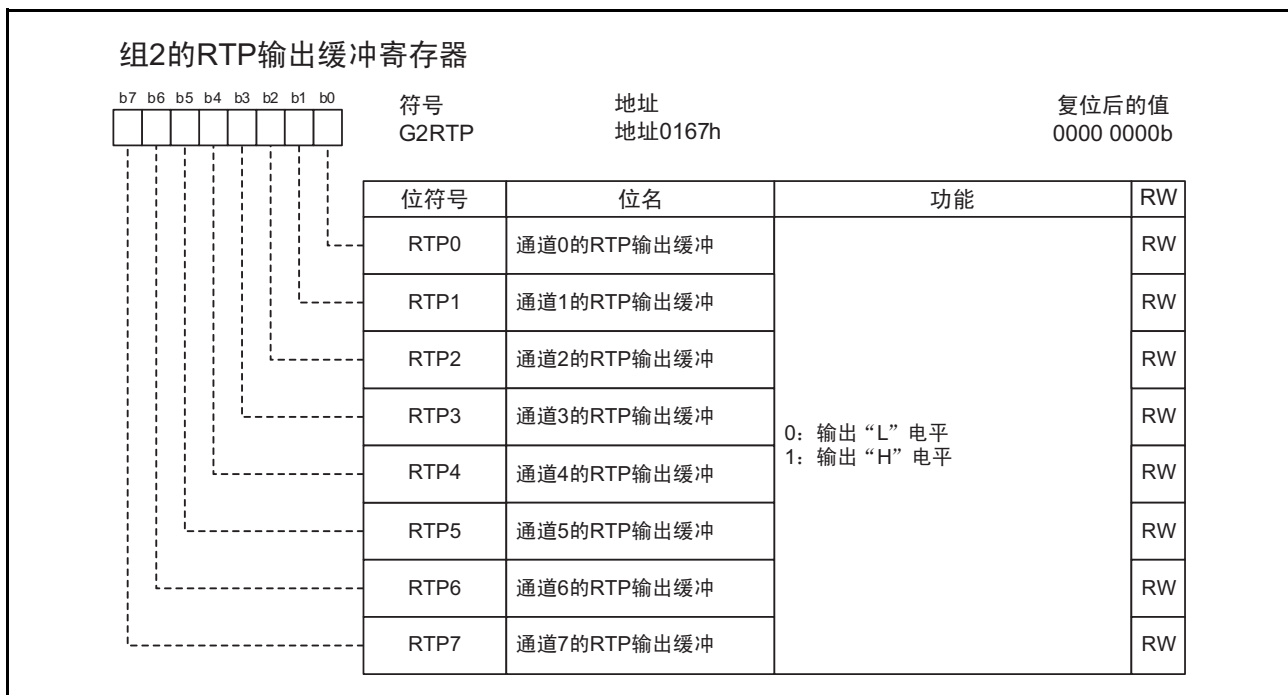 组2的RTP输出缓冲寄存器
b7 b6 b5 b4 b3 b2 b1 b0
符号 地址 复位后的值
G2RTP 地址0167h 0000 0000b
位符号 位名 功能 RW
RTP0 通道0的RTP输出缓冲 RW
RTP1 通道1的RTP输出缓冲 RW
RTP2 通道2的RTP输出缓冲 RW
RTP3 通道3的RTP输出缓冲 RW
0：输出“L”电平
1：输出“H”电平
RTP4 通道4的RTP输出缓冲 RW
RTP5 通道5的RTP输出缓冲 RW
RTP6 通道6的RTP输出缓冲 RW
RTP7 通道7的RTP输出缓冲 RW